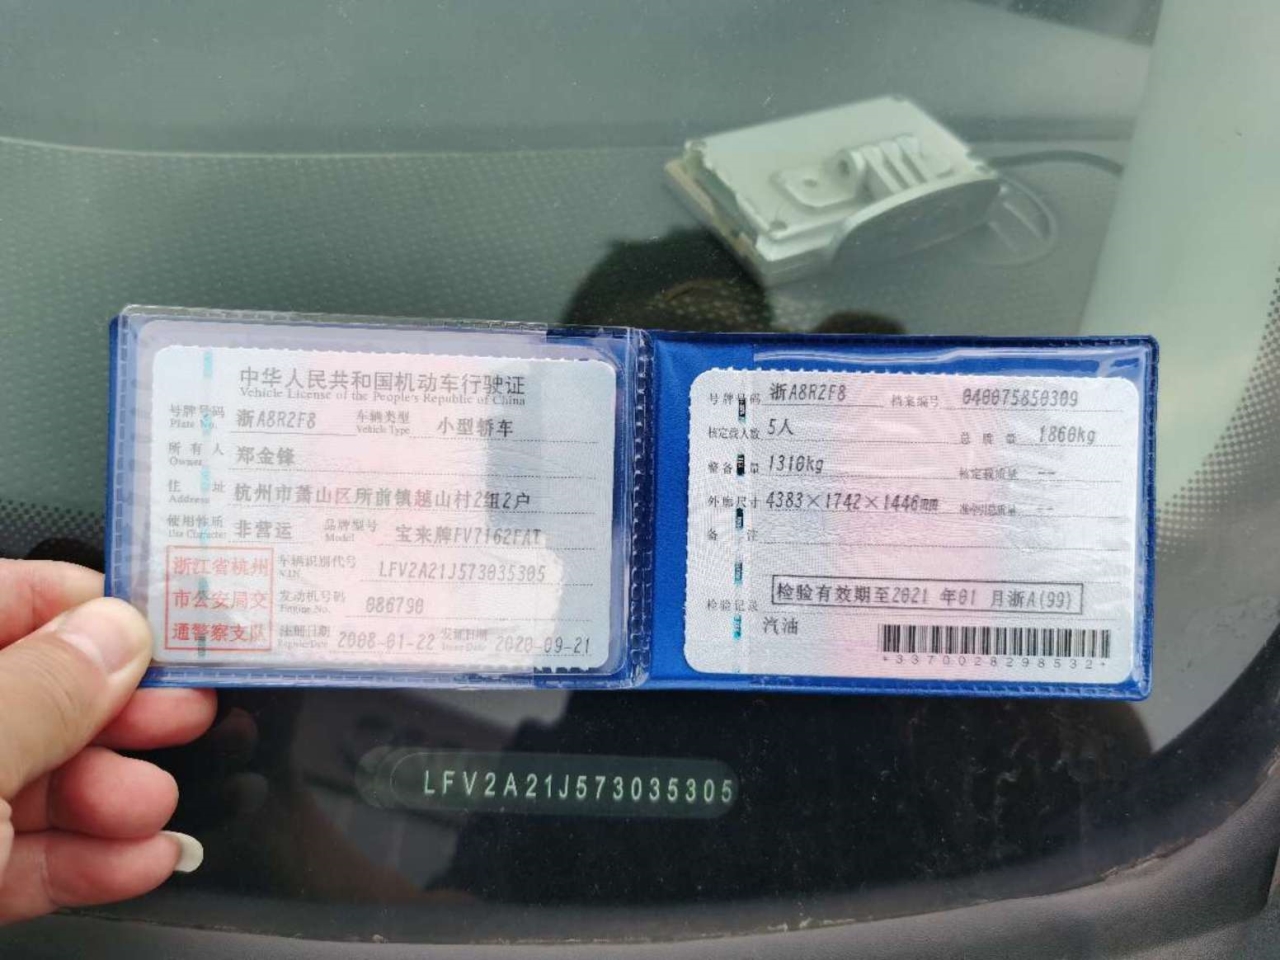 中华人民共和国机动车行驶证
Vehicle License of the People's Republic of China
号牌号码 浙A8R2F8 车辆类型 小型轿车
Plate No. Vehicle Type
所有人 郑金锋
Owner
住址 杭州市萧山区所前镇越山村2组2户
Address
使用性质 非营运 品牌型号 宝来牌FV7162FAT
Use Character Model
浙江省杭州
市公安局交
通警察支队
车辆识别代号 LFV2A21J573035305
VIN
发动机号码 086790
Engine No.
注册日期 2008-01-22 发证日期 2020-09-21
Register Date Issue Date
号牌号码 浙A8R2F8 档案编号 040075850309
核定载人数 5人 总质量 1860kg
整备质量 1310kg 核定载质量 --
外廓尺寸 4383×1742×1446mm 准牵引总质量 --
备注
检验有效期至2021 年01 月浙A(99)
检验记录
汽油
*3370028298532*
LFV2A21J573035305